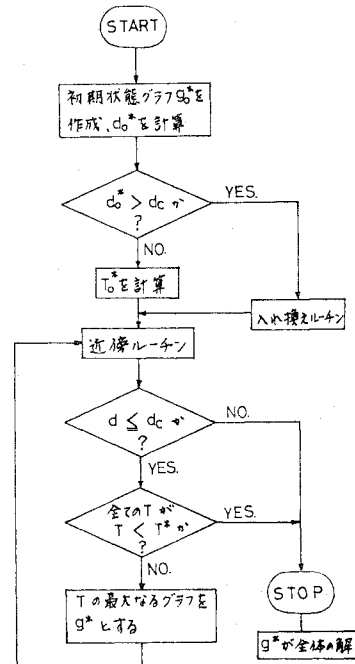 START
初期状態グラフg₀*を
作成、d₀*を計算
d₀* > dc か
?
YES.
NO.
T₀*を計算
入れ換えルーチン
近傍ルーチン
d ≦ dc か
?
NO.
YES.
全てのTが
T < T* か
?
YES.
NO.
Tの最大なるグラフを
g*とする
STOP
g*が全体の解